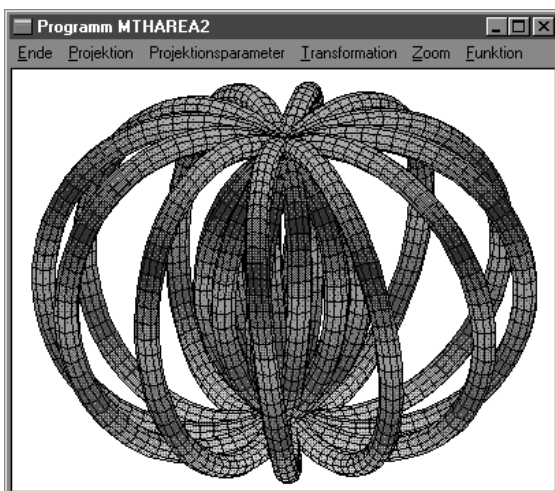 Programm MTHAREA2
Ende Projektion Projektionsparameter Transformation Zoom Funktion